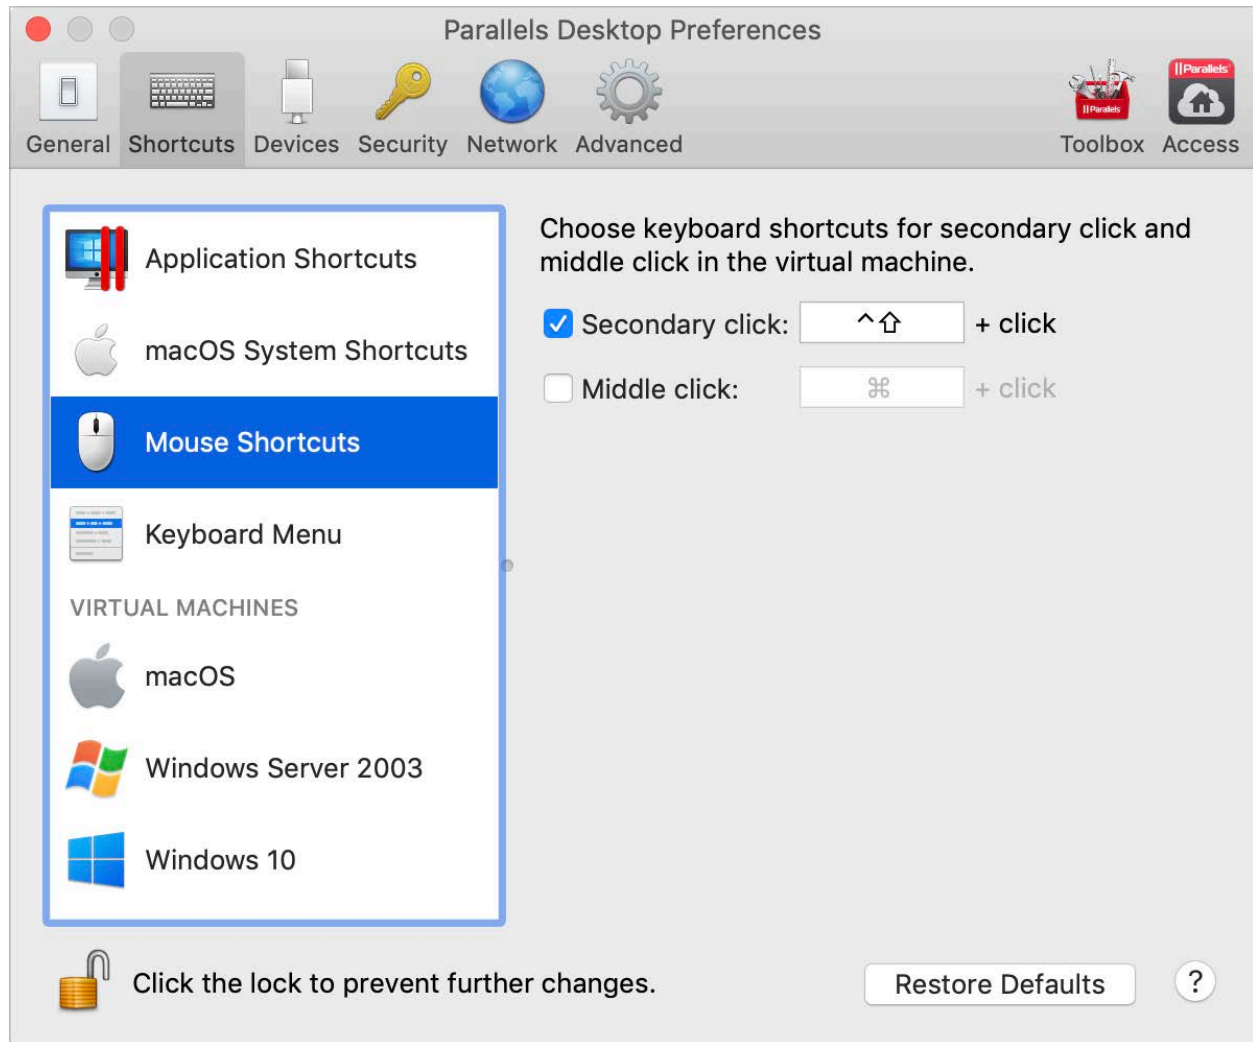 Parallels Desktop Preferences
|| Parallels
|| Parallels
General Shortcuts Devices Security Network Advanced Toolbox Access
Application Shortcuts
macOS System Shortcuts
Mouse Shortcuts
Keyboard Menu
VIRTUAL MACHINES
macOS
Windows Server 2003
Windows 10
Choose keyboard shortcuts for secondary click and
middle click in the virtual machine.
Secondary click: ^⇧ + click
Middle click: ⌘ + click
Click the lock to prevent further changes.
Restore Defaults ?